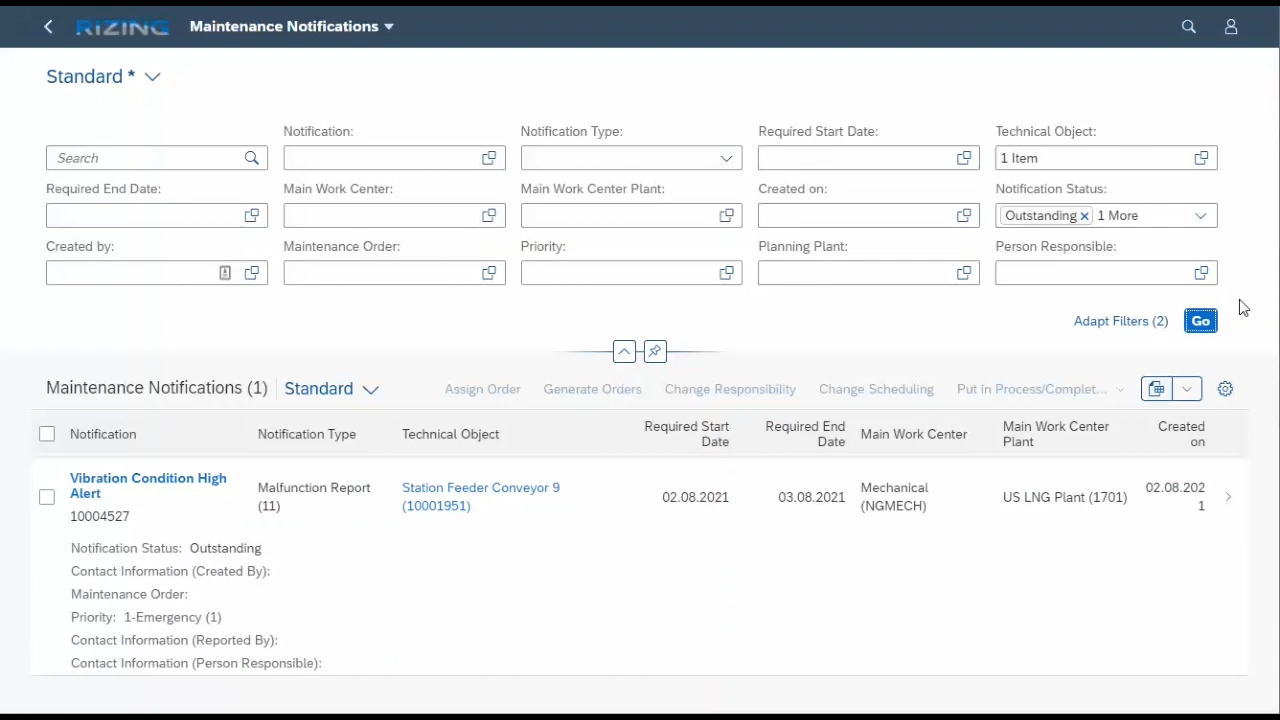 RIZING Maintenance Notifications
Standard *
Notification: Notification Type: Required Start Date: Technical Object:
Search 1 Item
Required End Date: Main Work Center: Main Work Center Plant: Created on: Notification Status:
Outstanding × 1 More
Created by: Maintenance Order: Priority: Planning Plant: Person Responsible:
Adapt Filters (2) Go
Maintenance Notifications (1) Standard Assign Order Generate Orders Change Responsibility Change Scheduling Put in Process/Complet...
Notification Notification Type Technical Object Required Start Date Required End Date Main Work Center Main Work Center Plant Created on
Vibration Condition High Alert
10004527
Malfunction Report (11)
Station Feeder Conveyor 9 (10001951)
02.08.2021
03.08.2021
Mechanical (NGMECH)
US LNG Plant (1701)
02.08.2021
Notification Status: Outstanding
Contact Information (Created By):
Maintenance Order:
Priority: 1-Emergency (1)
Contact Information (Reported By):
Contact Information (Person Responsible):